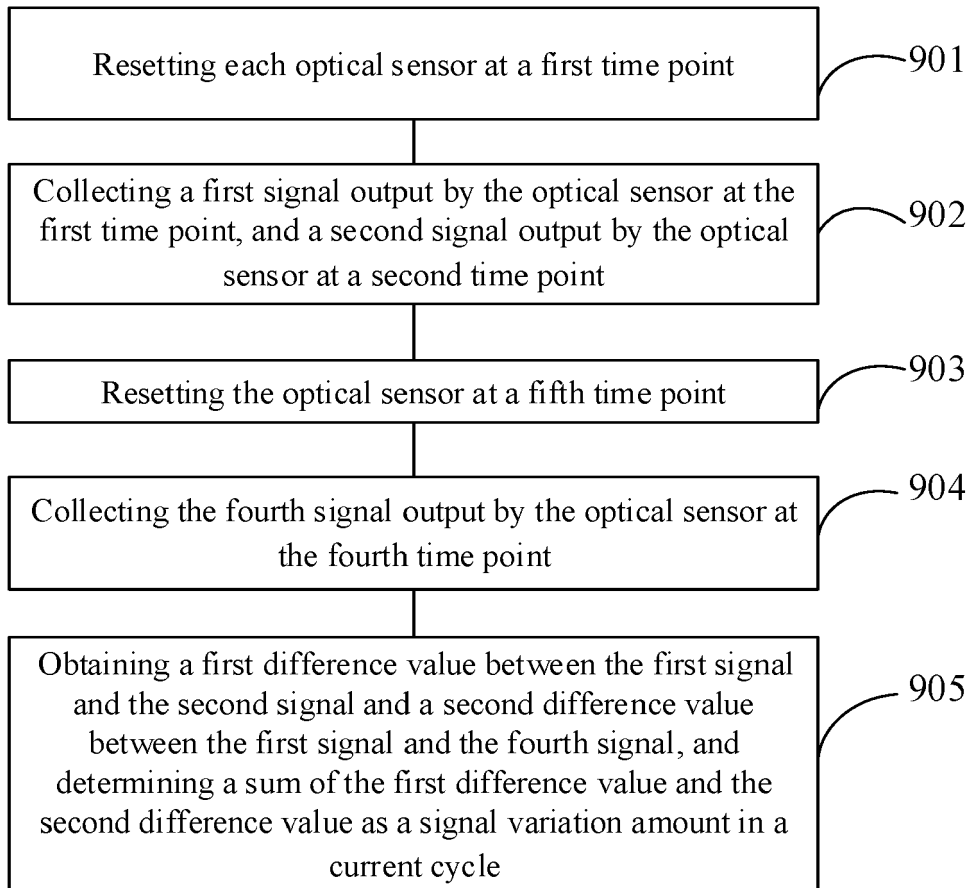 Resetting each optical sensor at a first time point
901
Collecting a first signal output by the optical sensor at the
first time point, and a second signal output by the optical
sensor at a second time point
902
Resetting the optical sensor at a fifth time point
903
Collecting the fourth signal output by the optical sensor at
the fourth time point
904
Obtaining a first difference value between the first signal
and the second signal and a second difference value
between the first signal and the fourth signal, and
determining a sum of the first difference value and the
second difference value as a signal variation amount in a
current cycle
905